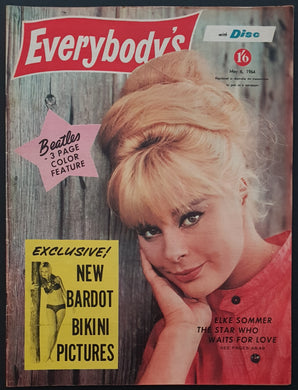 Everybody's
with Disc
1'6
May 6, 1964
Beatles
- 3 PAGE
COLOR
FEATURE
EXCLUSIVE!
NEW
BARDOT
BIKINI
PICTURES
ELKE SOMMER
THE STAR WHO
WAITS FOR LOVE